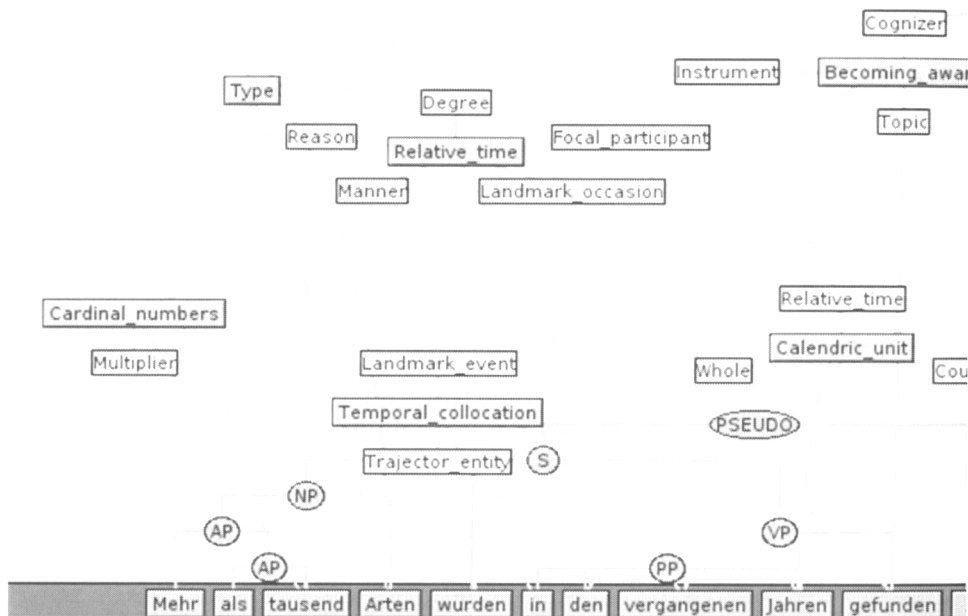 Cognizer
Instrument Becoming_awar
Type
Degree
Topic
Reason Focal_participant
Relative_time
Manner Landmark_occasion
Relative_time
Cardinal_numbers
Calendric_unit
Multiplier Landmark_event Whole Cou
Temporal_collocation
PSEUDO
Trajector_entity S
NP
AP VP
AP PP
Mehr als tausend Arten wurden in den vergangenen Jahren gefunden